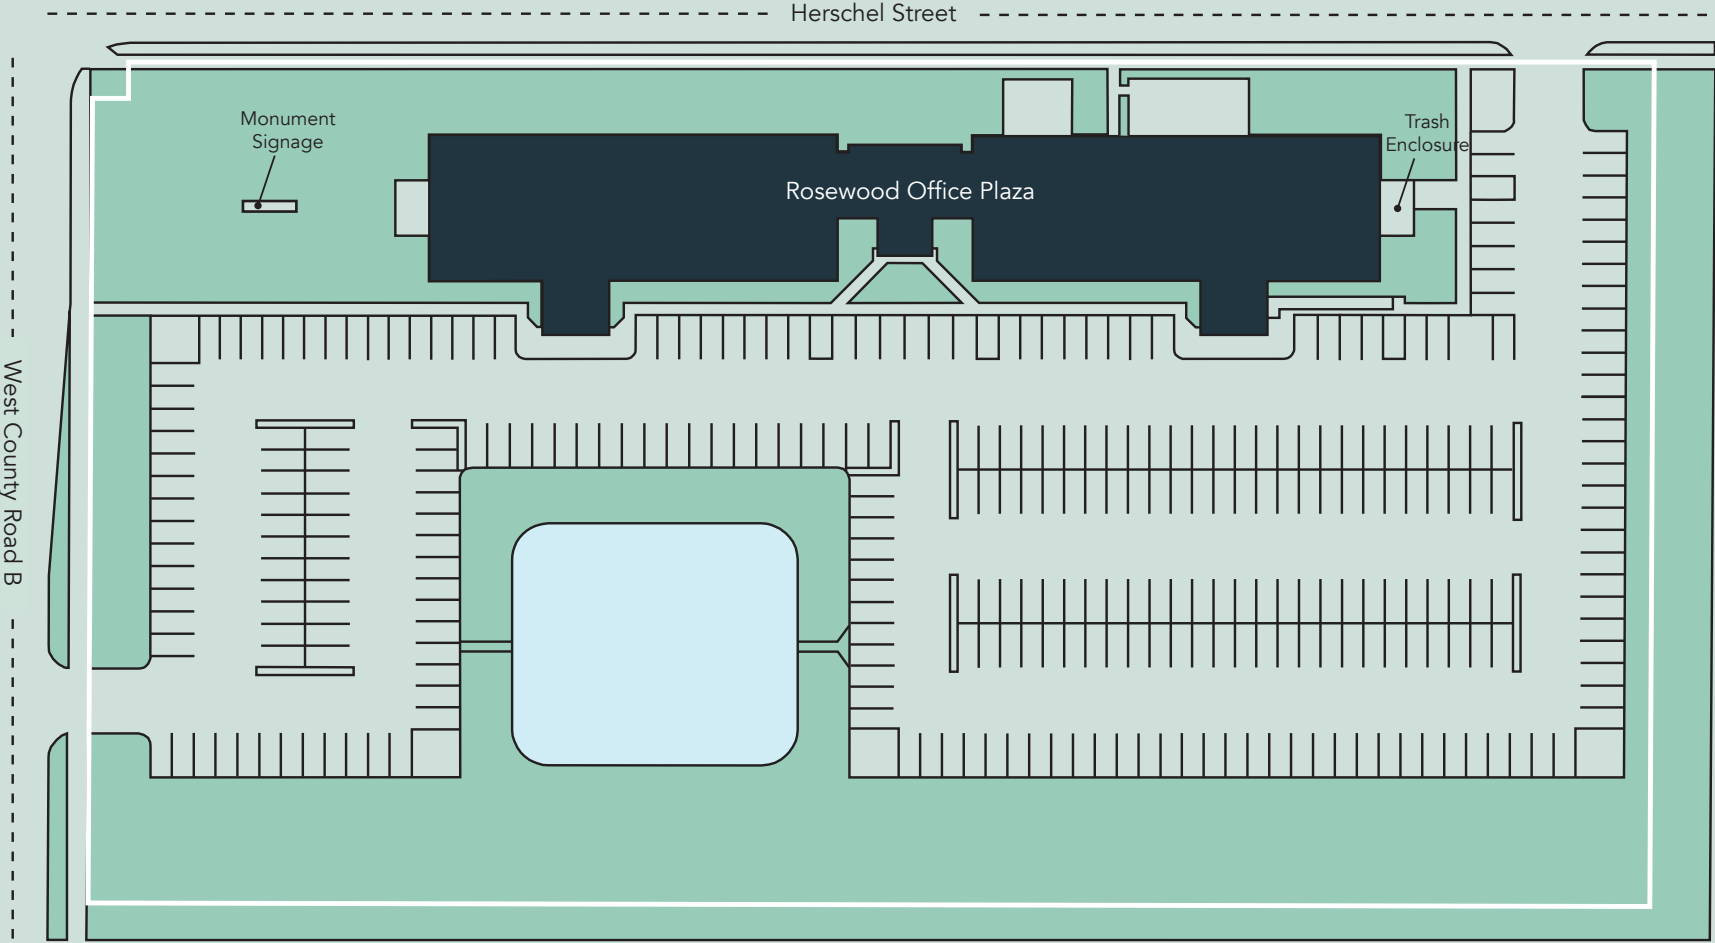 Herschel Street
Monument
Signage
Trash
Enclosure
Rosewood Office Plaza
West County Road B